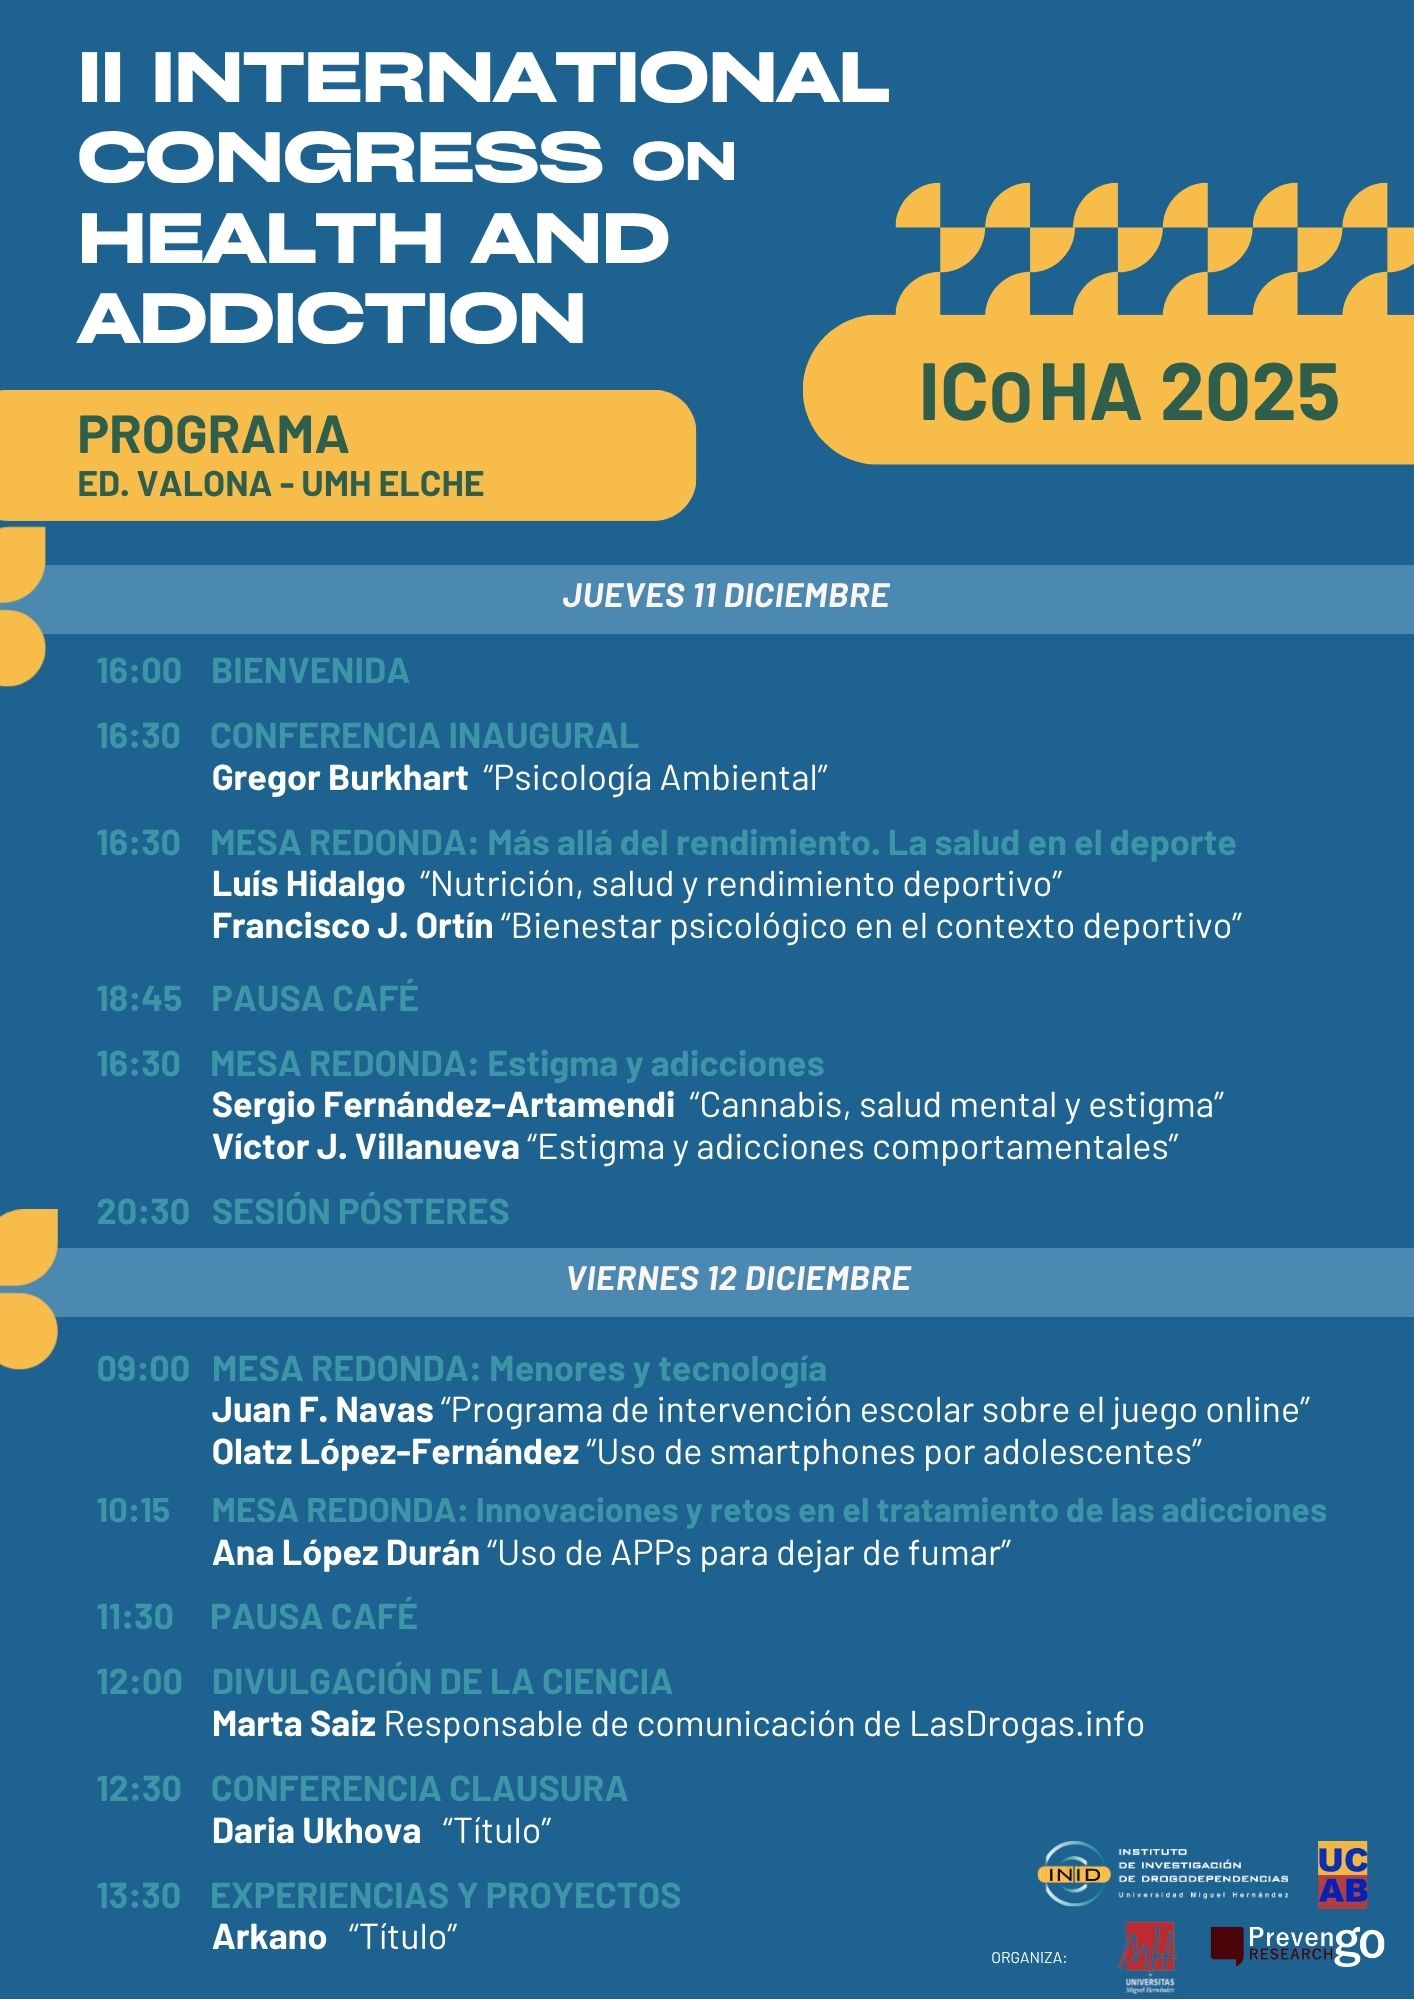 II INTERNATIONAL
CONGRESS ON
HEALTH AND
ADDICTION
ICoHA 2025
PROGRAMA
ED. VALONA - UMH ELCHE
JUEVES 11 DICIEMBRE
16:00 BIENVENIDA
16:30 CONFERENCIA INAUGURAL
Gregor Burkhart “Psicología Ambiental”
16:30 MESA REDONDA: Más allá del rendimiento. La salud en el deporte
Luís Hidalgo “Nutrición, salud y rendimiento deportivo”
Francisco J. Ortín “Bienestar psicológico en el contexto deportivo”
18:45 PAUSA CAFÉ
16:30 MESA REDONDA: Estigma y adicciones
Sergio Fernández-Artamendi “Cannabis, salud mental y estigma”
Víctor J. Villanueva “Estigma y adicciones comportamentales”
20:30 SESIÓN PÓSTERES
VIERNES 12 DICIEMBRE
09:00 MESA REDONDA: Menores y tecnología
Juan F. Navas “Programa de intervención escolar sobre el juego online”
Olatz López-Fernández “Uso de smartphones por adolescentes”
10:15 MESA REDONDA: Innovaciones y retos en el tratamiento de las adicciones
Ana López Durán “Uso de APPs para dejar de fumar”
11:30 PAUSA CAFÉ
12:00 DIVULGACIÓN DE LA CIENCIA
Marta Saiz Responsable de comunicación de LasDrogas.info
12:30 CONFERENCIA CLAUSURA
Daria Ukhova “Título”
13:30 EXPERIENCIAS Y PROYECTOS
Arkano “Título”
INID
INSTITUTO
DE INVESTIGACIÓN
DE DROGODEPENDENCIAS
Universidad Miguel Hernández
UC
AB
ORGANIZA:
UNIVERSITAS
Miguel Hernández
Prevengo
RESEARCH